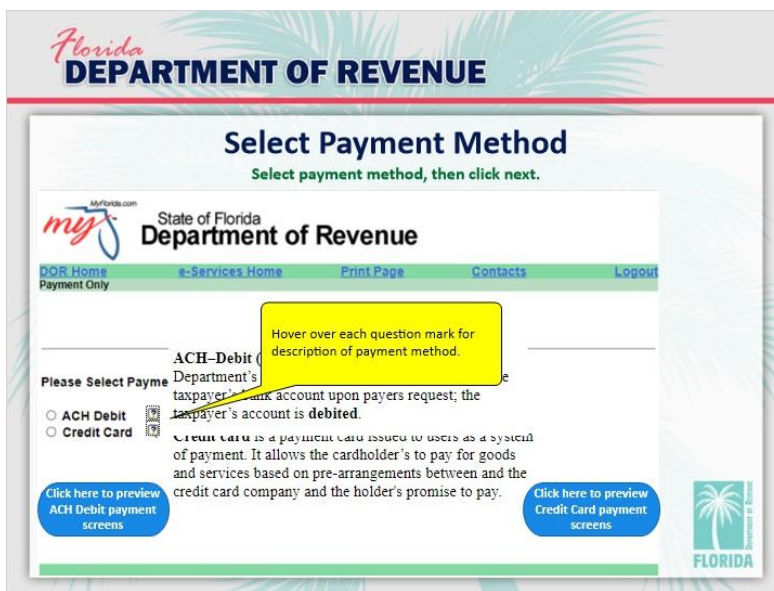 Florida
DEPARTMENT OF REVENUE
Select Payment Method
Select payment method, then click next.
MyFlorida.com
my
State of Florida
Department of Revenue
DOR Home e-Services Home Print Page Contacts Logout
Payment Only
Hover over each question mark for
description of payment method.
ACH–Debit (
Please Select Payme
Department's
taxpayer's bank account upon payers request; the
ACH Debit ?
taxpayer's account is debited.
Credit Card ?
Credit card is a payment card issued to users as a system
of payment. It allows the cardholder's to pay for goods
and services based on pre-arrangements between and the
credit card company and the holder's promise to pay.
Click here to preview
ACH Debit payment
screens
Click here to preview
Credit Card payment
screens
FLORIDA
Department of Revenue